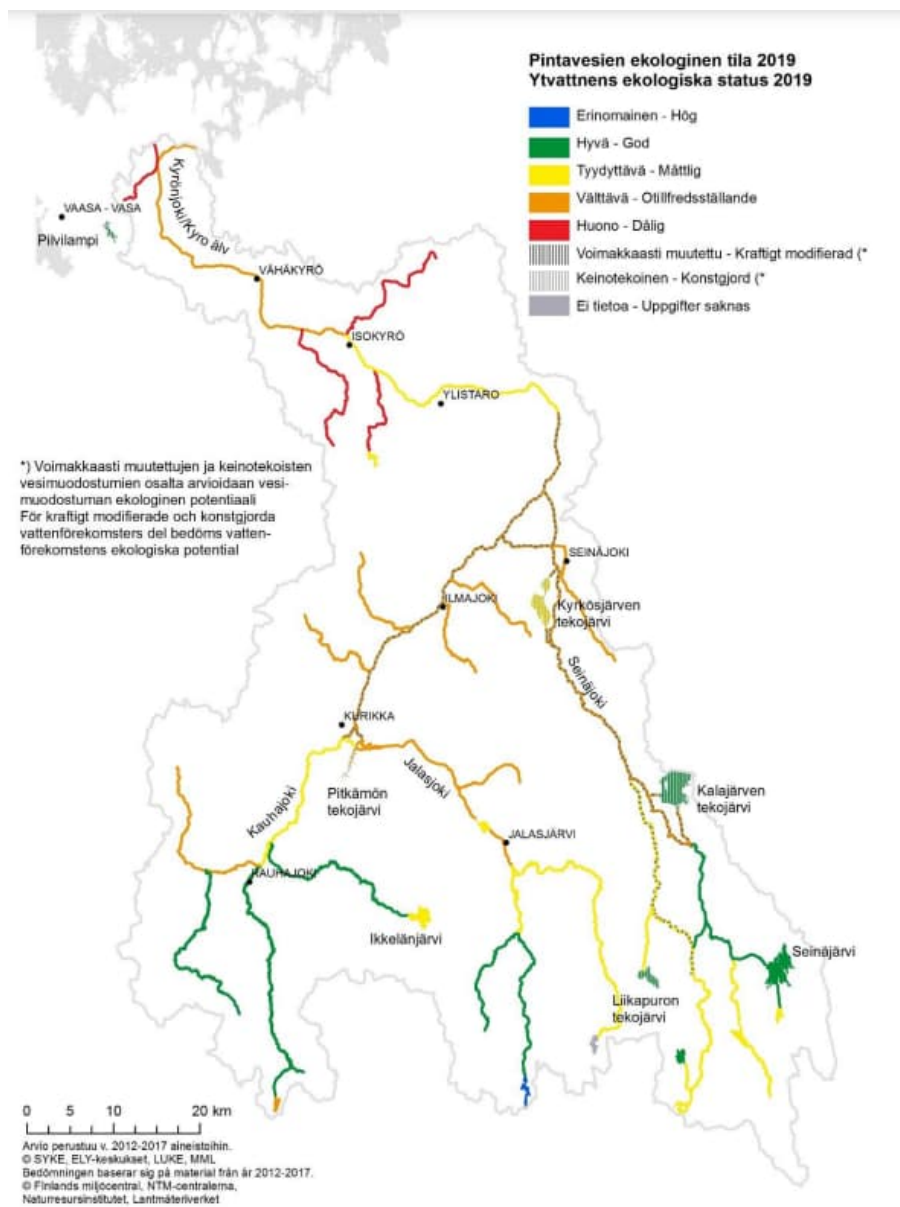 Pintavesien ekologinen tila 2019
Ytvattnens ekologiska status 2019
Erinomainen - Hög
Hyvä - God
Tyydyttävä - Måttlig
Välttävä - Otillfredsställande
Huono - Dålig
Voimakkaasti muutettu - Kraftigt modifierad (*
Keinotekoinen - Konstgjord (*
Ei tietoa - Uppgifter saknas
Kyrönjoki/Kyro älv
VAASA - VASA
Pilvilampi
VÄHÄKYRÖ
ISOKYRÖ
YLISTARO
*) Voimakkaasti muutettujen ja keinotekoisten
vesimuodostumien osalta arvioidaan vesi-
muodostuman ekologinen potentiaali
För kraftigt modifierade och konstgjorda
vattenförekomsters del bedöms vatten-
förekomstens ekologiska potential
SEINÄJOKI
ILMAJOKI
Kyrkösjärven
tekojärvi
Seinäjoki
KURIKKA
Jalasjoki
Pitkämön
tekojärvi
Kauhajoki
Kalajärven
tekojärvi
JALASJÄRVI
KAUHAJOKI
Ikkelänjärvi
Seinäjärvi
Liikapuron
tekojärvi
0 5 10 20 km
Arvio perustuu v. 2012-2017 aineistoihin.
© SYKE, ELY-keskukset, LUKE, MML
Bedömningen baserar sig på material från år 2012-2017.
© Finlands miljöcentral, NTM-centralerna,
Naturresursinstitutet, Lantmäteriverket